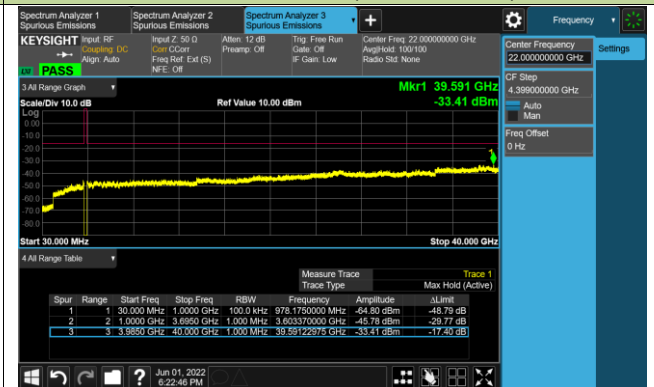 Spectrum Analyzer 1
Spurious Emissions
Spectrum Analyzer 2
Spurious Emissions
Spectrum Analyzer 3
Spurious Emissions
Frequency
KEYSIGHT
Input: RF
Coupling: DC
Align: Auto
Input Z: 50 Ω
Corr CCorr
Freq Ref: Ext (S)
NFE: Off
Atten: 12 dB
Preamp: Off
Trig: Free Run
Gate: Off
IF Gain: Low
Center Freq: 22.000000000 GHz
Avg|Hold: 100/100
Radio Std: None
PASS
Center Frequency
22.000000000 GHz
Settings
CF Step
4.399000000 GHz
Auto
Man
Freq Offset
0 Hz
3 All Range Graph
Mkr1 39.591 GHz
Scale/Div 10.0 dB
Ref Value 10.00 dBm
-33.41 dBm
Log
0.00
-10.0
-20.0
-30.0
-40.0
-50.0
-60.0
-70.0
-80.0
1
Start 30.000 MHz
Stop 40.000 GHz
4 All Range Table
Measure Trace Trace 1
Trace Type Max Hold (Active)
Spur Range Start Freq Stop Freq RBW Frequency Amplitude ΔLimit
1 1 30.000 MHz 1.0000 GHz 100.0 kHz 978.1750000 MHz -64.80 dBm -48.79 dB
2 2 1.0000 GHz 3.6950 GHz 1.000 MHz 3.603370000 GHz -45.78 dBm -29.77 dB
3 3 3.9850 GHz 40.000 GHz 1.000 MHz 39.59122975 GHz -33.41 dBm -17.40 dB
Jun 01, 2022
6:22:46 PM